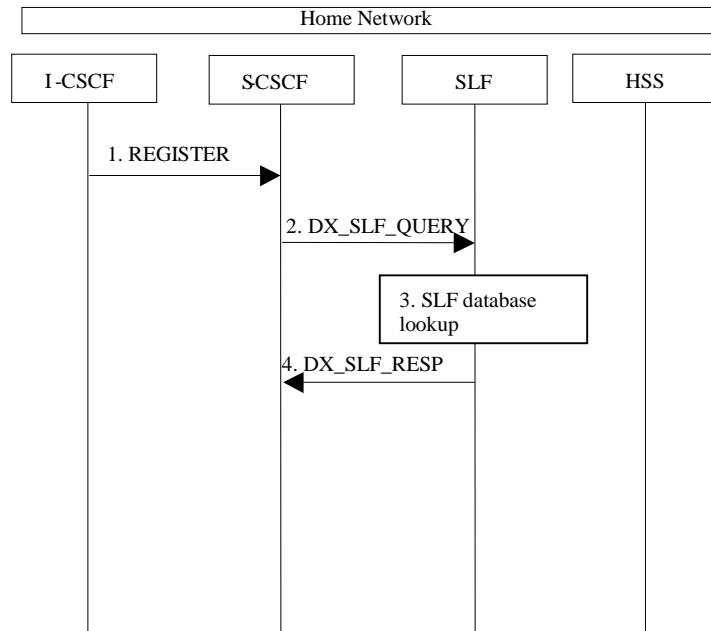 Home Network
I-CSCF
S-CSCF
SLF
HSS
1. REGISTER
2. DX_SLF_QUERY
3. SLF database
lookup
4. DX_SLF_RESP